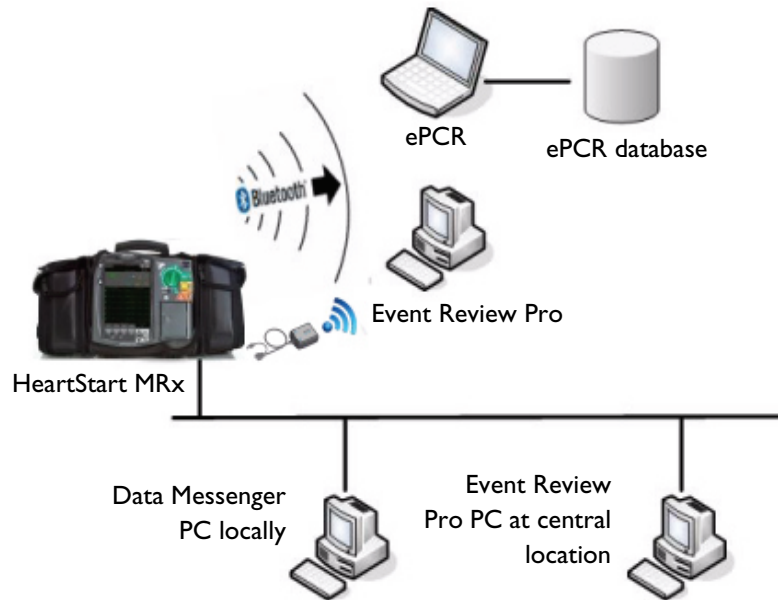 ePCR
ePCR database
Bluetooth
Event Review Pro
HeartStart MRx
Data Messenger
PC locally
Event Review
Pro PC at central
location